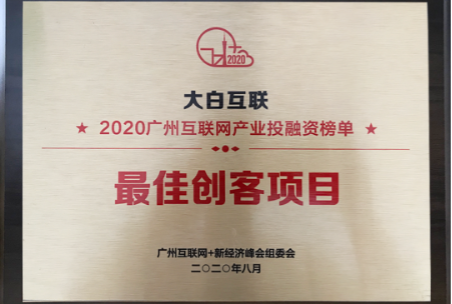 2020
大白互联
★ 2020广州互联网产业投融资榜单 ★
最佳创客项目
广州互联网+新经济峰会组委会
二〇二〇年八月